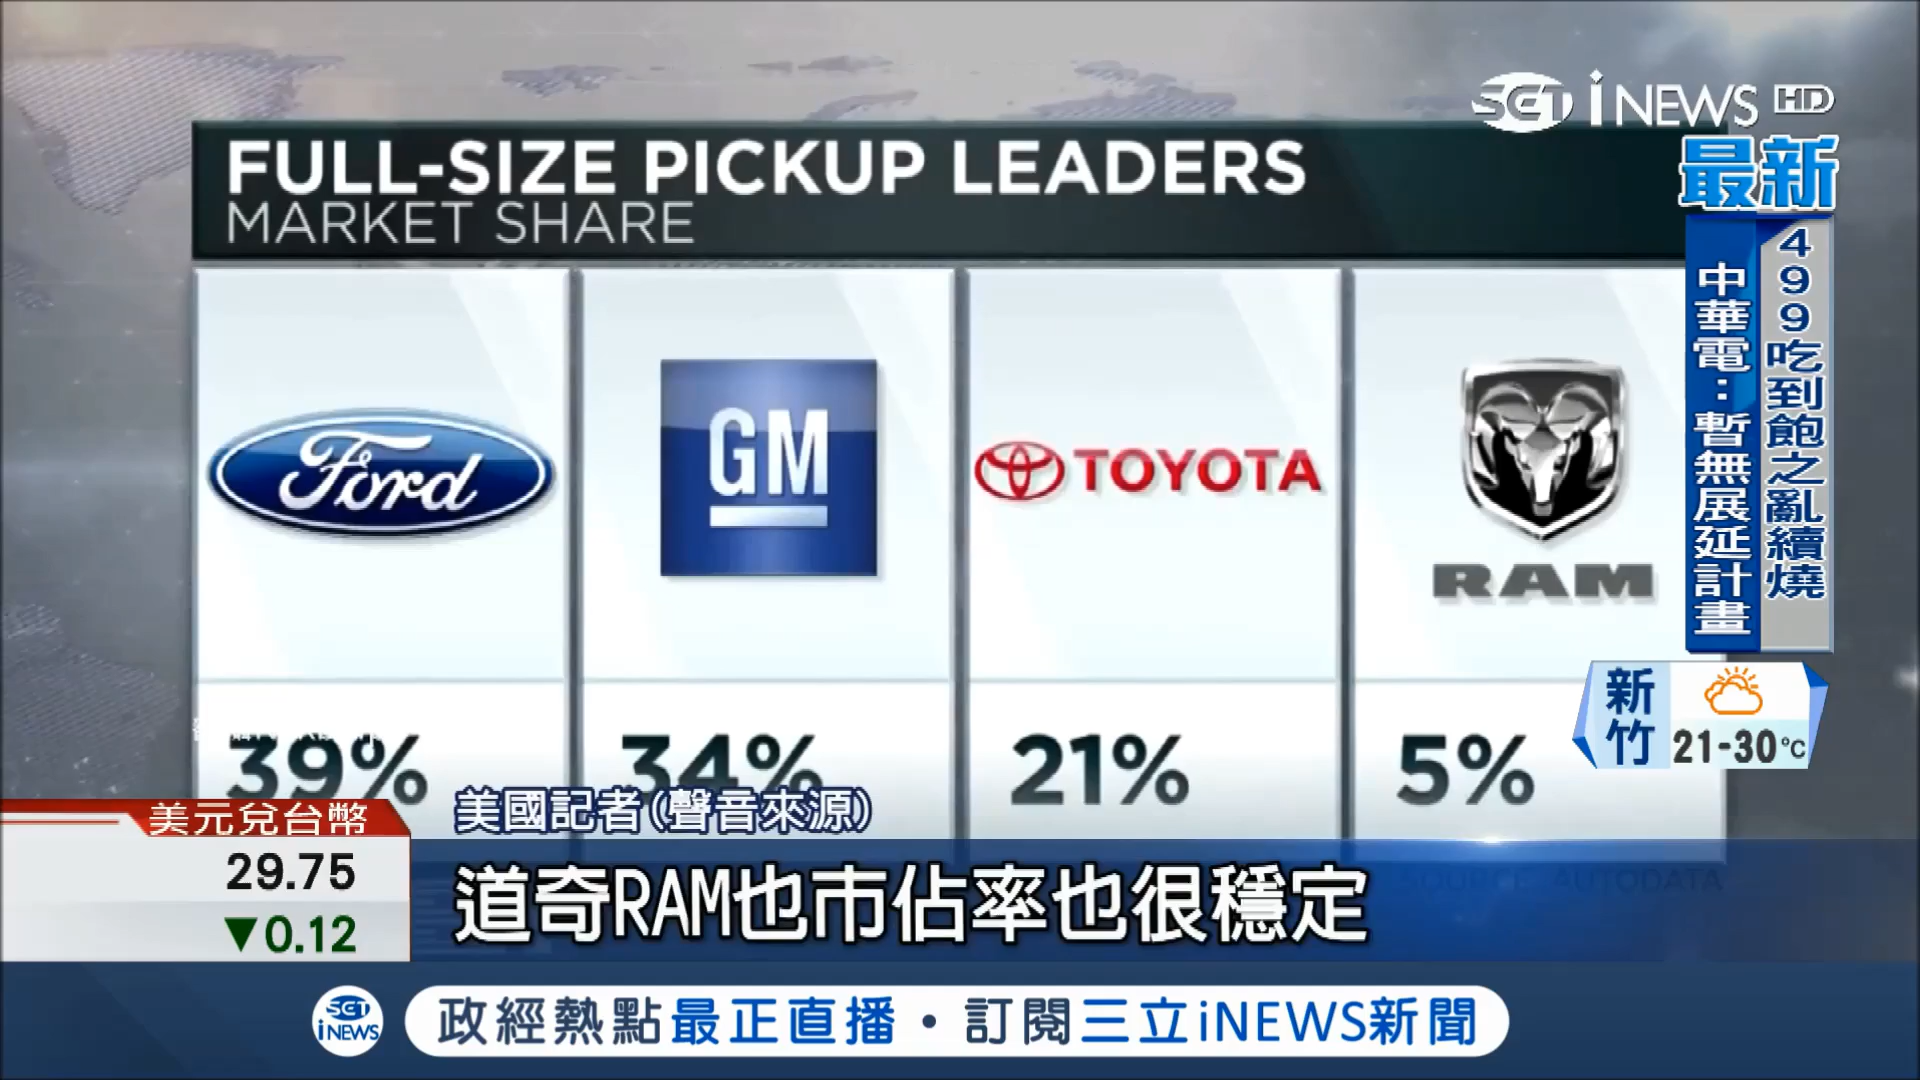 SET iNEWS HD
最新
FULL-SIZE PICKUP LEADERS
MARKET SHARE
499吃到飽之亂續燒
中華電：暫無展延計畫
Ford
GM
TOYOTA
RAM
新竹
21-30°C
39%
34%
21%
5%
美元兌台幣
29.75
▼0.12
美國記者(聲音來源)
道奇RAM也市佔率也很穩定
SOURCE: AUTODATA
SET iNEWS
政經熱點最正直播・訂閱三立iNEWS新聞